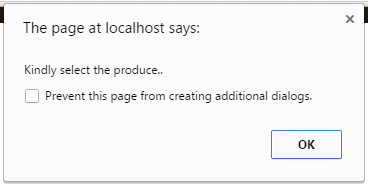 The page at localhost says:
Kindly select the produce..
Prevent this page from creating additional dialogs.
OK